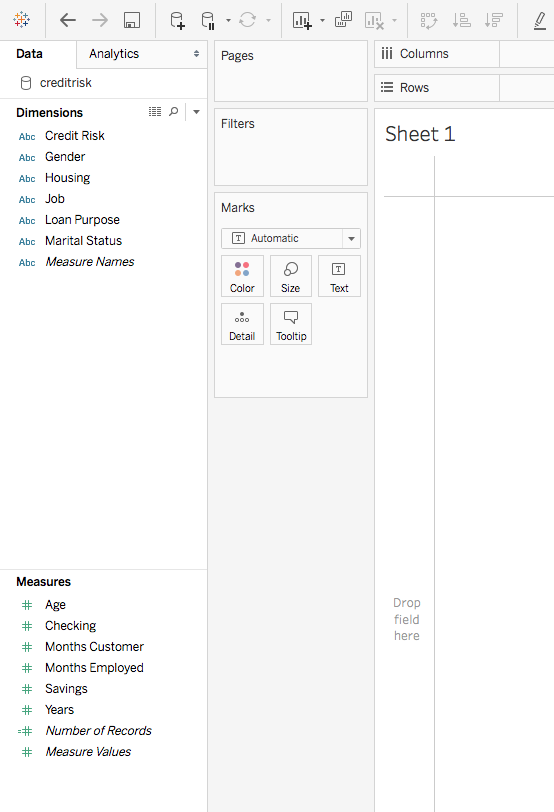 Data
Analytics
creditrisk
Dimensions
Abc Credit Risk
Abc Gender
Abc Housing
Abc Job
Abc Loan Purpose
Abc Marital Status
Abc Measure Names
Measures
# Age
# Checking
# Months Customer
# Months Employed
# Savings
# Years
=# Number of Records
# Measure Values
Pages
Filters
Marks
T Automatic
Color
Size
T Text
Detail
Tooltip
Columns
Rows
Sheet 1
Drop
field
here